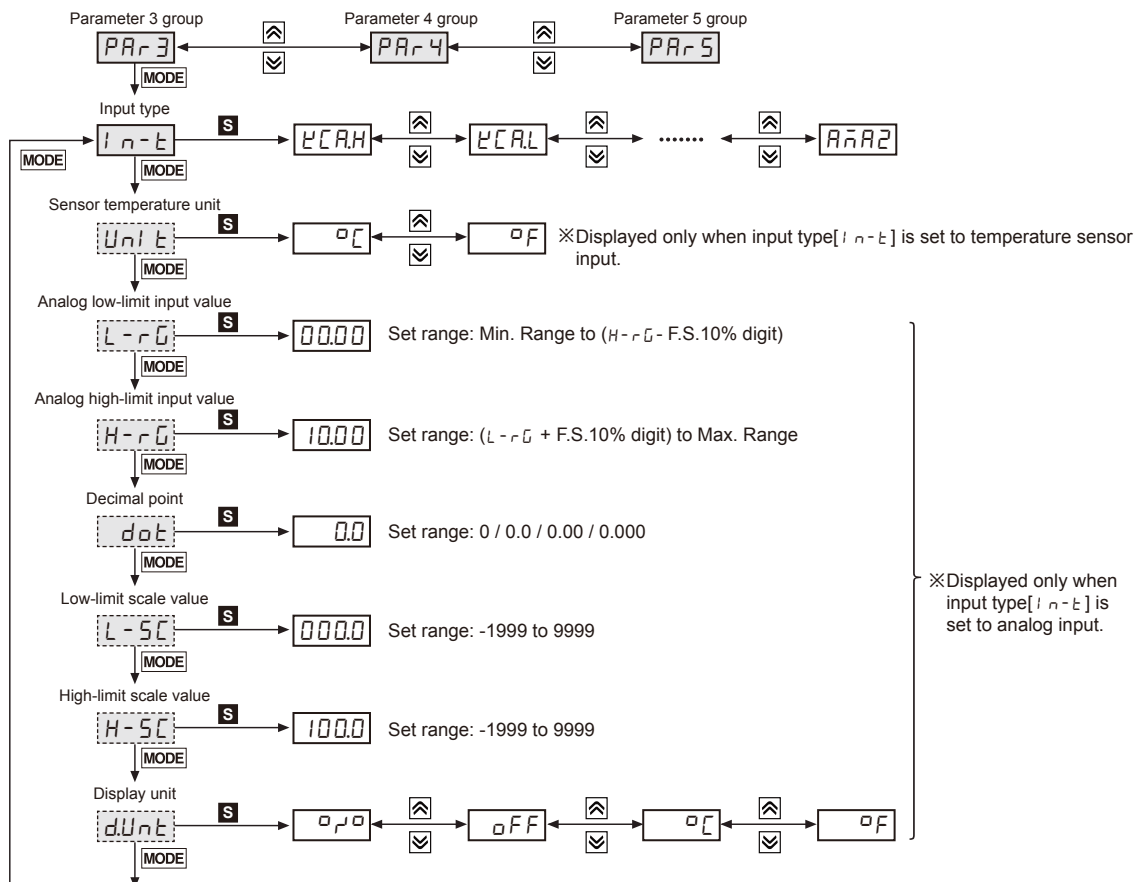 Parameter 3 group Parameter 4 group Parameter 5 group
PAr3 PAr4 PAr5
MODE
Input type
In-t S KCA.H KCA.L ....... AMA2
MODE MODE
Sensor temperature unit
UnIt S °C °F ※Displayed only when input type[In-t] is set to temperature sensor
input.
MODE
Analog low-limit input value
L-rG S 00.00 Set range: Min. Range to (H-rG- F.S.10% digit)
MODE
Analog high-limit input value
H-rG S 10.00 Set range: (L-rG + F.S.10% digit) to Max. Range
MODE
Decimal point
dot S 0.0 Set range: 0 / 0.0 / 0.00 / 0.000
MODE
※Displayed only when
input type[In-t] is
set to analog input.
Low-limit scale value
L-SC S 000.0 Set range: -1999 to 9999
MODE
High-limit scale value
H-SC S 100.0 Set range: -1999 to 9999
MODE
Display unit
d.Unt S % oFF °C °F
MODE